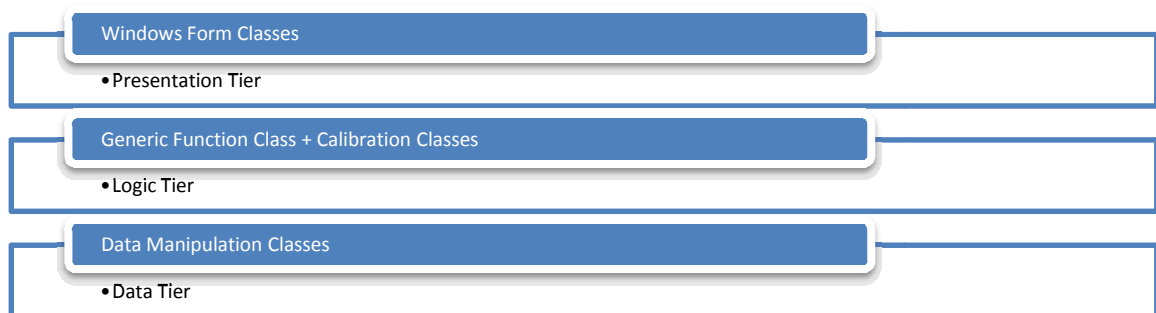 Windows Form Classes
•Presentation Tier
Generic Function Class + Calibration Classes
•Logic Tier
Data Manipulation Classes
•Data Tier